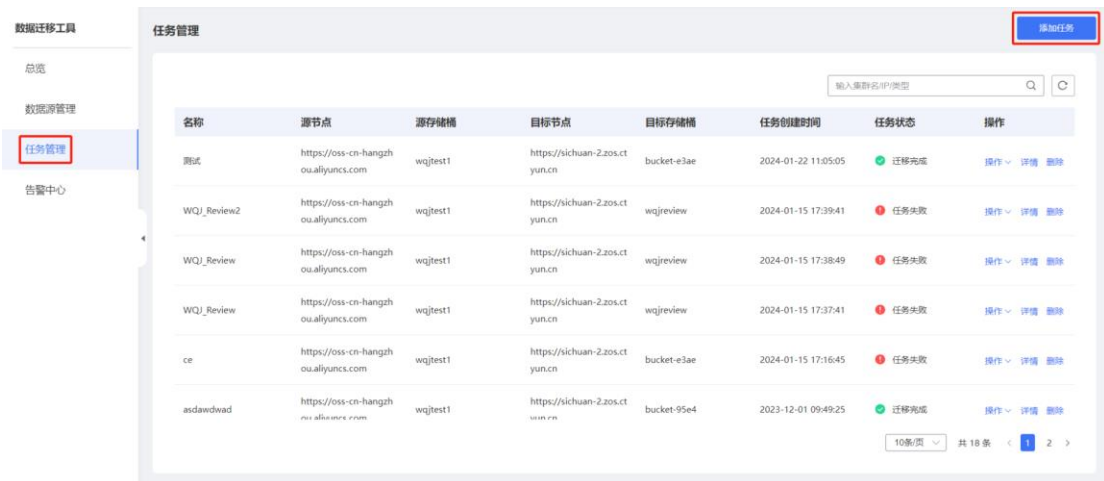 数据迁移工具
总览
数据源管理
任务管理
告警中心
任务管理
添加任务
输入集群名/IP/类型
名称 源节点 源存储桶 目标节点 目标存储桶 任务创建时间 任务状态 操作
测试 https://oss-cn-hangzh wqjtest1 https://sichuan-2.zos.ct bucket-e3ae 2024-01-22 11:05:05 迁移完成 操作 详情 删除
ou.aliyuncs.com yun.cn
WQJ_Review2 https://oss-cn-hangzh wqjtest1 https://sichuan-2.zos.ct wqjreview 2024-01-15 17:39:41 任务失败 操作 详情 删除
ou.aliyuncs.com yun.cn
WQJ_Review https://oss-cn-hangzh wqjtest1 https://sichuan-2.zos.ct wqjreview 2024-01-15 17:38:49 任务失败 操作 详情 删除
ou.aliyuncs.com yun.cn
WQJ_Review https://oss-cn-hangzh wqjtest1 https://sichuan-2.zos.ct wqjreview 2024-01-15 17:37:41 任务失败 操作 详情 删除
ou.aliyuncs.com yun.cn
ce https://oss-cn-hangzh wqjtest1 https://sichuan-2.zos.ct bucket-e3ae 2024-01-15 17:16:45 任务失败 操作 详情 删除
ou.aliyuncs.com yun.cn
asdawdwad https://oss-cn-hangzh wqjtest1 https://sichuan-2.zos.ct bucket-95e4 2023-12-01 09:49:25 迁移完成 操作 详情 删除
ou.aliyuncs.com yun.cn
10条/页 共 18 条 < 1 2 >